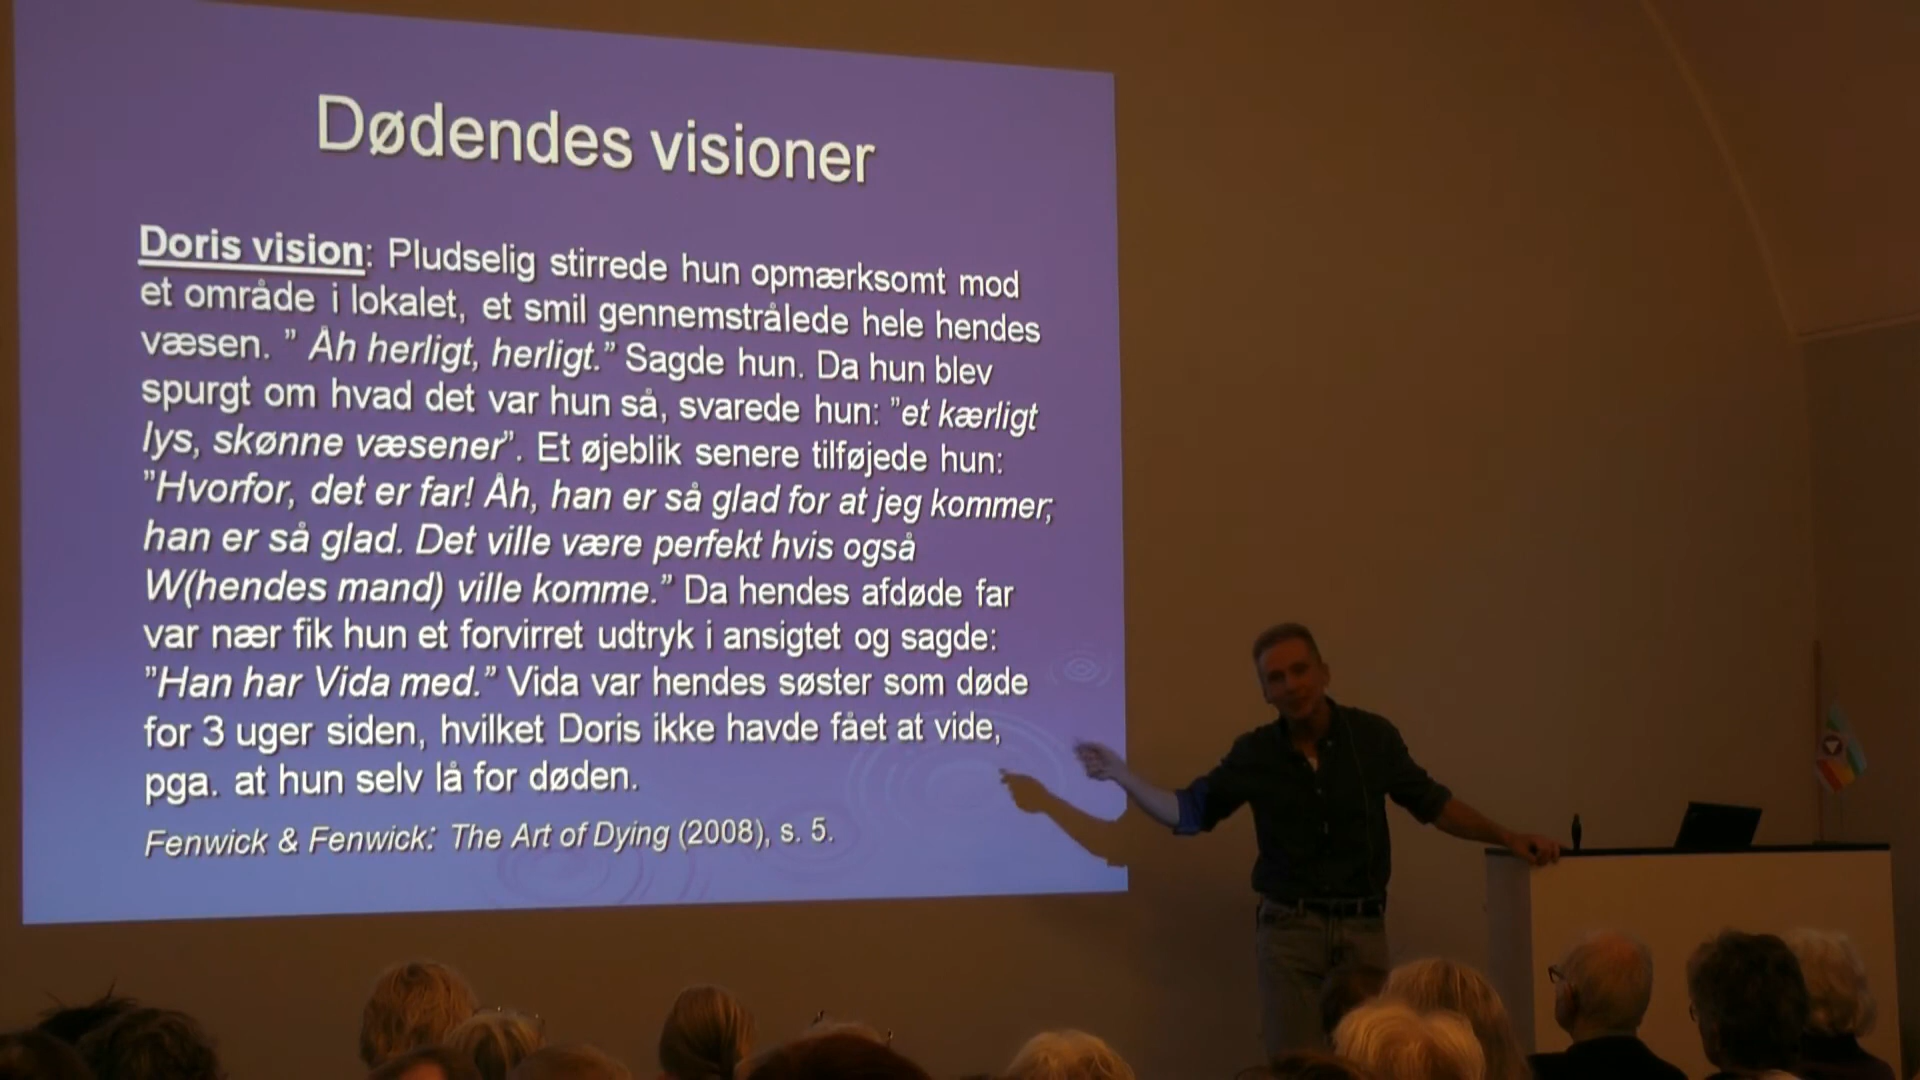 Dødendes visioner
Doris vision: Pludselig stirrede hun opmærksomt mod
et område i lokalet, et smil gennemstrålede hele hendes
væsen. ” Åh herligt, herligt.” Sagde hun. Da hun blev
spurgt om hvad det var hun så, svarede hun: ”et kærligt
lys, skønne væsener”. Et øjeblik senere tilføjede hun:
”Hvorfor, det er far! Åh, han er så glad for at jeg kommer;
han er så glad. Det ville være perfekt hvis også
W(hendes mand) ville komme.” Da hendes afdøde far
var nær fik hun et forvirret udtryk i ansigtet og sagde:
”Han har Vida med.” Vida var hendes søster som døde
for 3 uger siden, hvilket Doris ikke havde fået at vide,
pga. at hun selv lå for døden.
Fenwick & Fenwick: The Art of Dying (2008), s. 5.